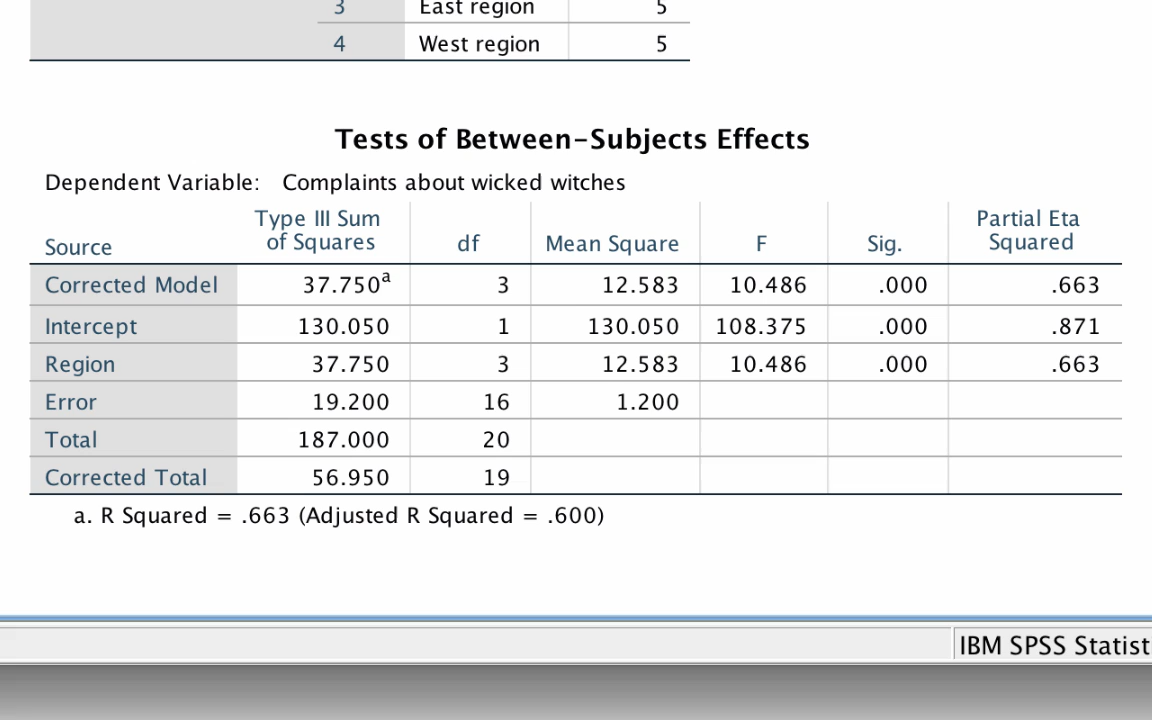 3 East region 5
4 West region 5
Tests of Between-Subjects Effects
Dependent Variable: Complaints about wicked witches
Source Type III Sum of Squares df Mean Square F Sig. Partial Eta Squared
Corrected Model 37.750a 3 12.583 10.486 .000 .663
Intercept 130.050 1 130.050 108.375 .000 .871
Region 37.750 3 12.583 10.486 .000 .663
Error 19.200 16 1.200
Total 187.000 20
Corrected Total 56.950 19
a. R Squared = .663 (Adjusted R Squared = .600)
IBM SPSS Statist